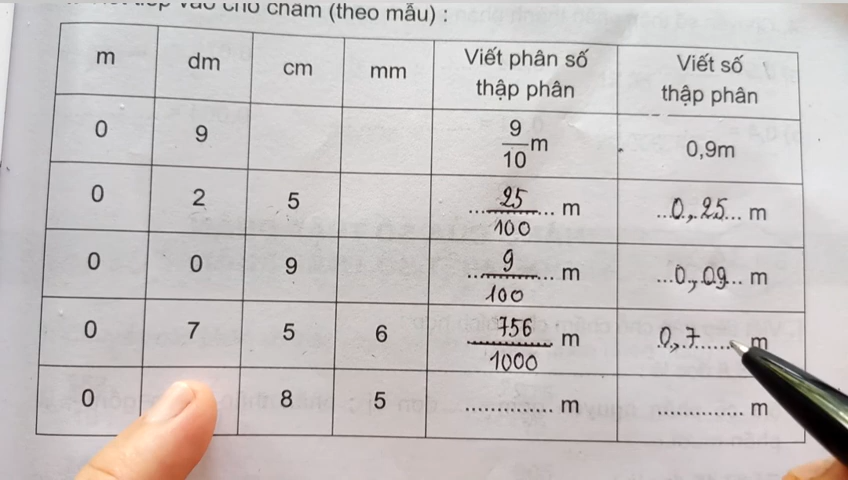 vào chỗ chấm (theo mẫu) :
m dm cm mm Viết phân số thập phân Viết số thập phân
0 9 9/10 m 0,9m
0 2 5 25/100 m 0,25 m
0 0 9 9/100 m 0,09 m
0 7 5 6 756/1000 m 0,7 m
0 8 5 ............ m ............ m